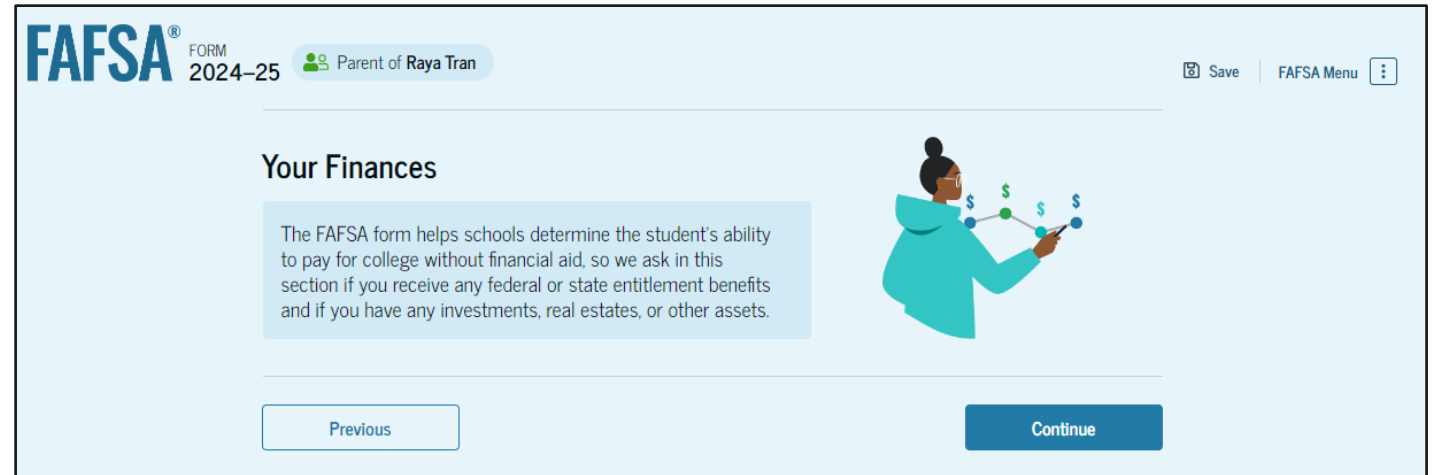 FAFSA®
FORM
2024–25
Parent of Raya Tran
Save
FAFSA Menu
Your Finances
The FAFSA form helps schools determine the student's ability
to pay for college without financial aid, so we ask in this
section if you receive any federal or state entitlement benefits
and if you have any investments, real estates, or other assets.
$ $ $ $
Previous
Continue